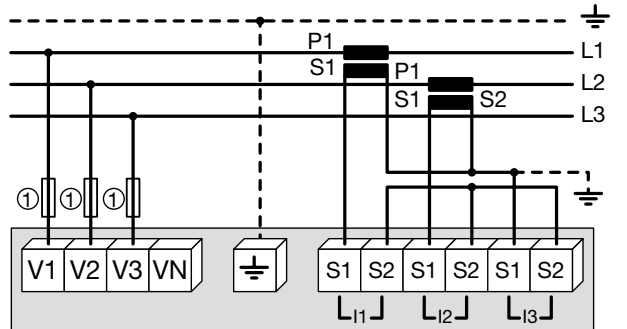 P1
L1
S1
P1
L2
S1
S2
L3
① ① ①
V1 V2 V3 VN
S1 S2 S1 S2 S1 S2
I1 I2 I3